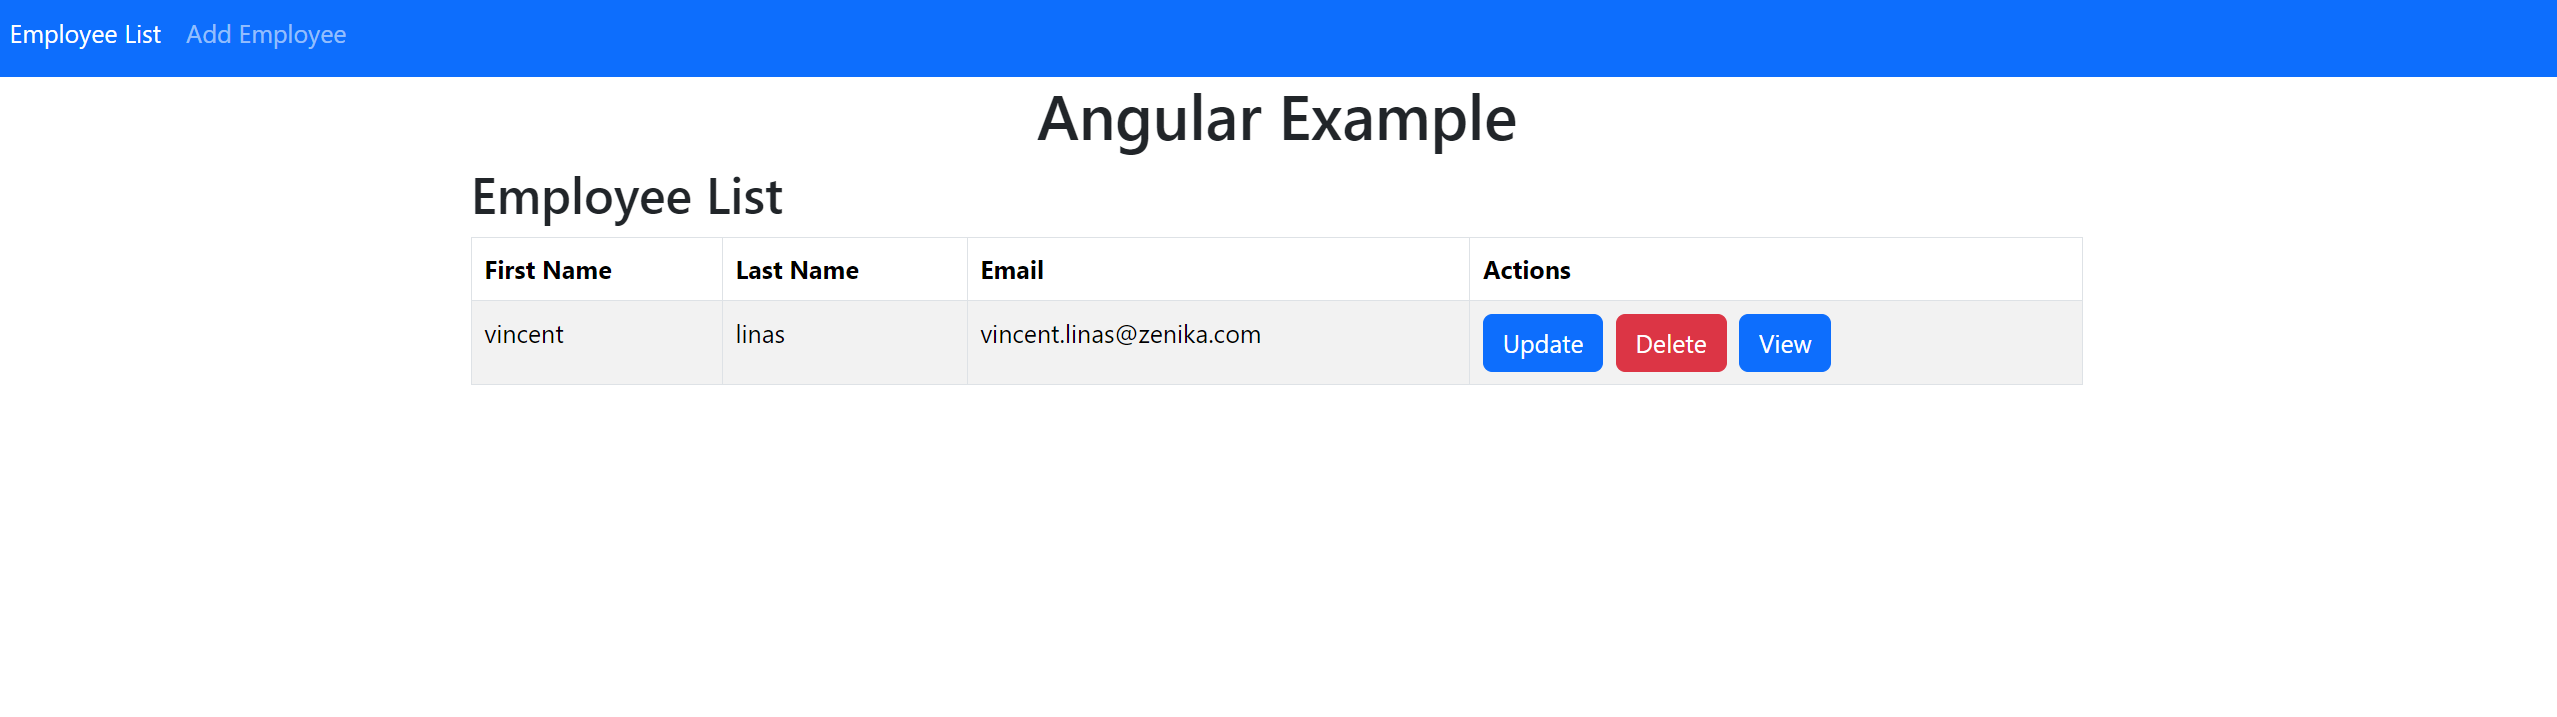 Employee List Add Employee
Angular Example
Employee List
First Name Last Name Email Actions
vincent linas vincent.linas@zenika.com Update Delete View